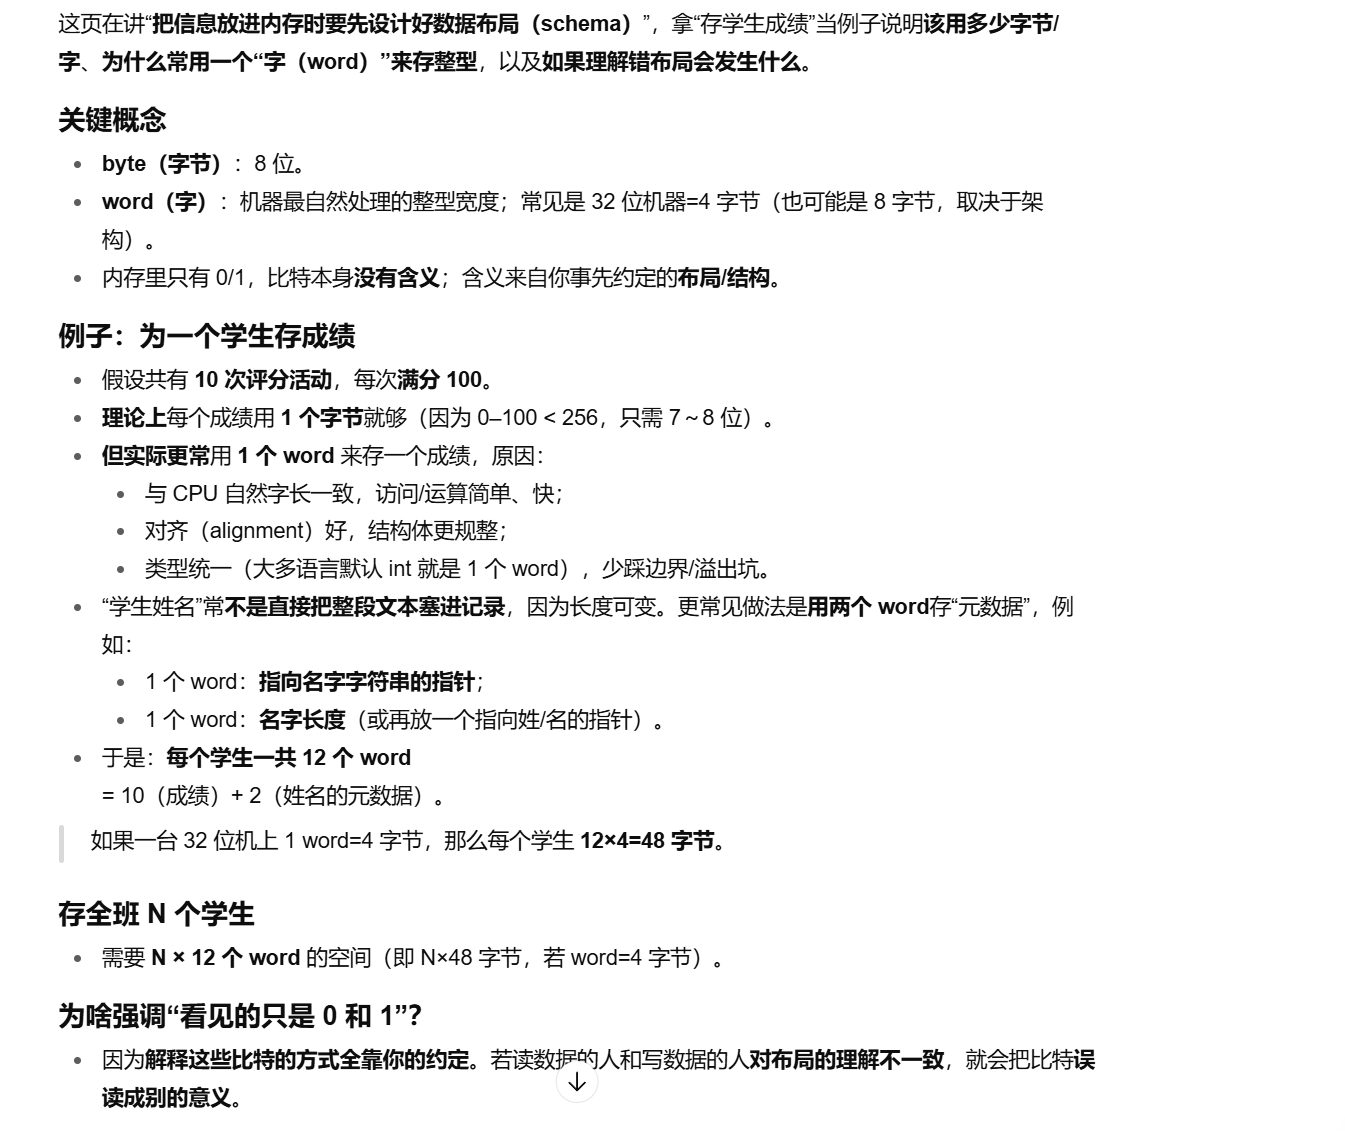 这页在讲“把信息放进内存时要先设计好数据布局（schema）”，拿“存学生成绩”当例子说明该用多少字节/
字、为什么常用一个“字（word）”来存整型，以及如果理解错布局会发生什么。
关键概念
byte（字节）：8 位。
word（字）：机器最自然处理的整型宽度；常见是 32 位机器=4 字节（也可能是 8 字节，取决于架
构）。
内存里只有 0/1，比特本身没有含义；含义来自你事先约定的布局/结构。
例子：为一个学生存成绩
假设共有 10 次评分活动，每次满分 100。
理论上每个成绩用 1 个字节就够（因为 0–100 < 256，只需 7～8 位）。
但实际更常用 1 个 word 来存一个成绩，原因：
与 CPU 自然字长一致，访问/运算简单、快；
对齐（alignment）好，结构体更规整；
类型统一（大多语言默认 int 就是 1 个 word），少踩边界/溢出坑。
“学生姓名”常不是直接把整段文本塞进记录，因为长度可变。更常见做法是用两个 word存“元数据”，例
如：
1 个 word：指向名字字符串的指针；
1 个 word：名字长度（或再放一个指向姓/名的指针）。
于是：每个学生一共 12 个 word
= 10（成绩）+ 2（姓名的元数据）。
如果一台 32 位机上 1 word=4 字节，那么每个学生 12×4=48 字节。
存全班 N 个学生
需要 N × 12 个 word 的空间（即 N×48 字节，若 word=4 字节）。
为啥强调“看见的只是 0 和 1”？
因为解释这些比特的方式全靠你的约定。若读数据的人和写数据的人对布局的理解不一致，就会把比特误
读成别的意义。